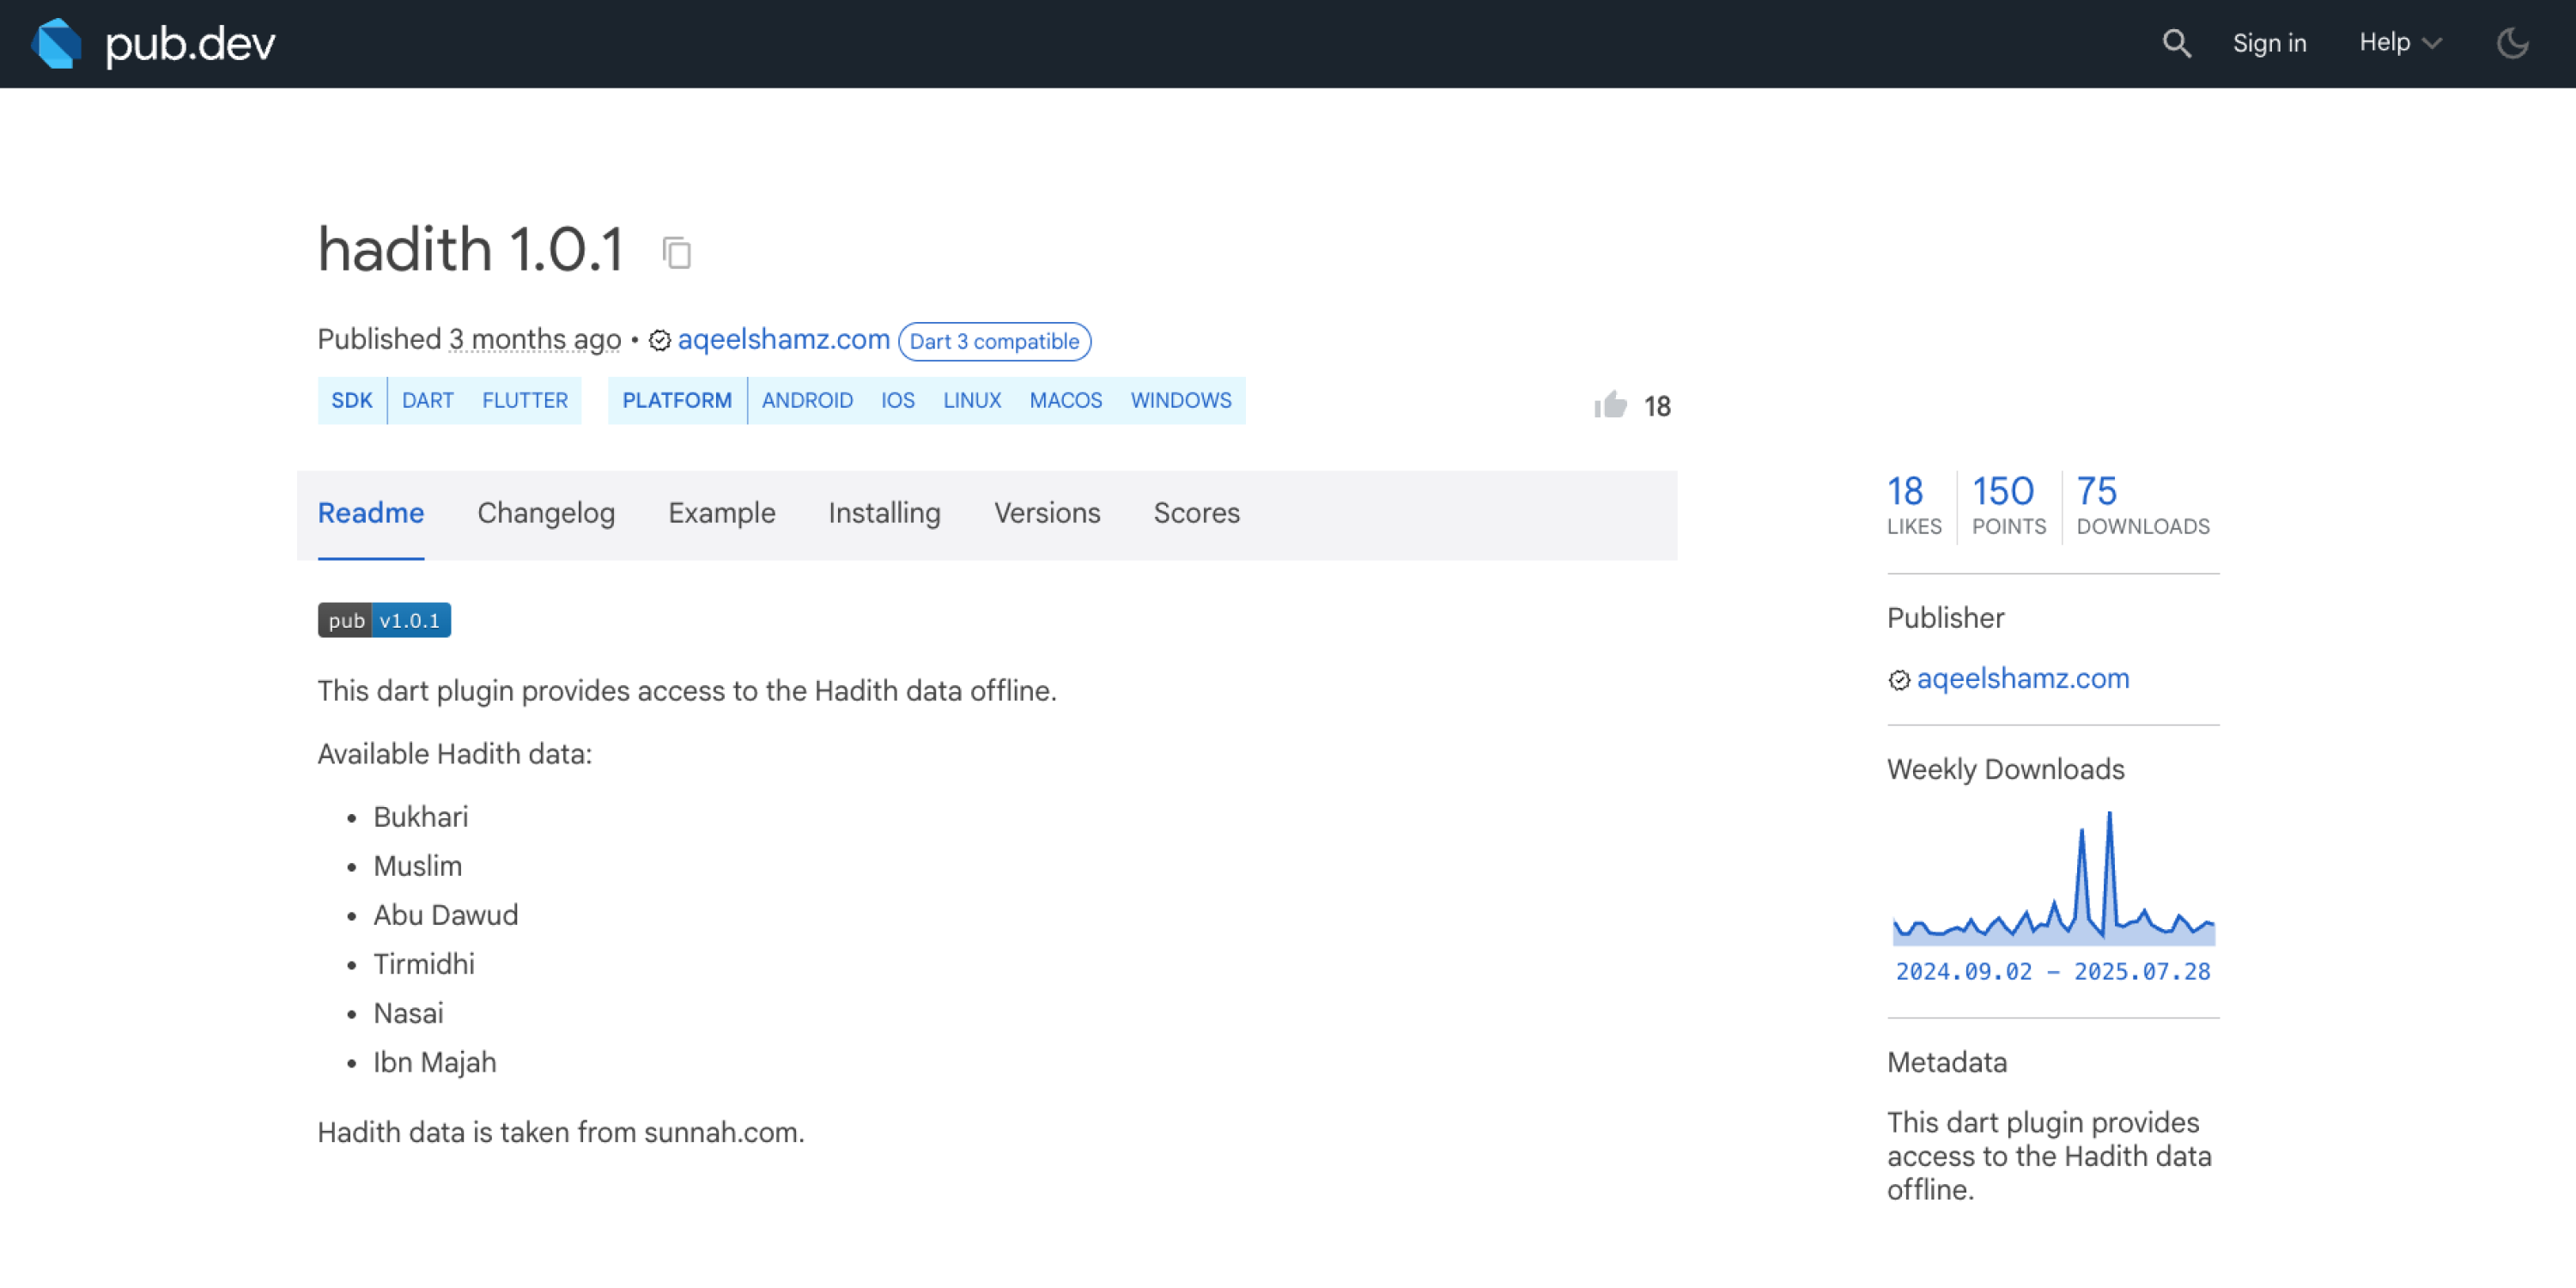 pub.dev
Sign in
Help
hadith 1.0.1
Published 3 months ago • aqeelshamz.com Dart 3 compatible
SDK DART FLUTTER PLATFORM ANDROID IOS LINUX MACOS WINDOWS
18
Readme Changelog Example Installing Versions Scores
pub v1.0.1
This dart plugin provides access to the Hadith data offline.
Available Hadith data:
• Bukhari
• Muslim
• Abu Dawud
• Tirmidhi
• Nasai
• Ibn Majah
Hadith data is taken from sunnah.com.
18 150 75
LIKES POINTS DOWNLOADS
Publisher
aqeelshamz.com
Weekly Downloads
2024.09.02 – 2025.07.28
Metadata
This dart plugin provides
access to the Hadith data
offline.